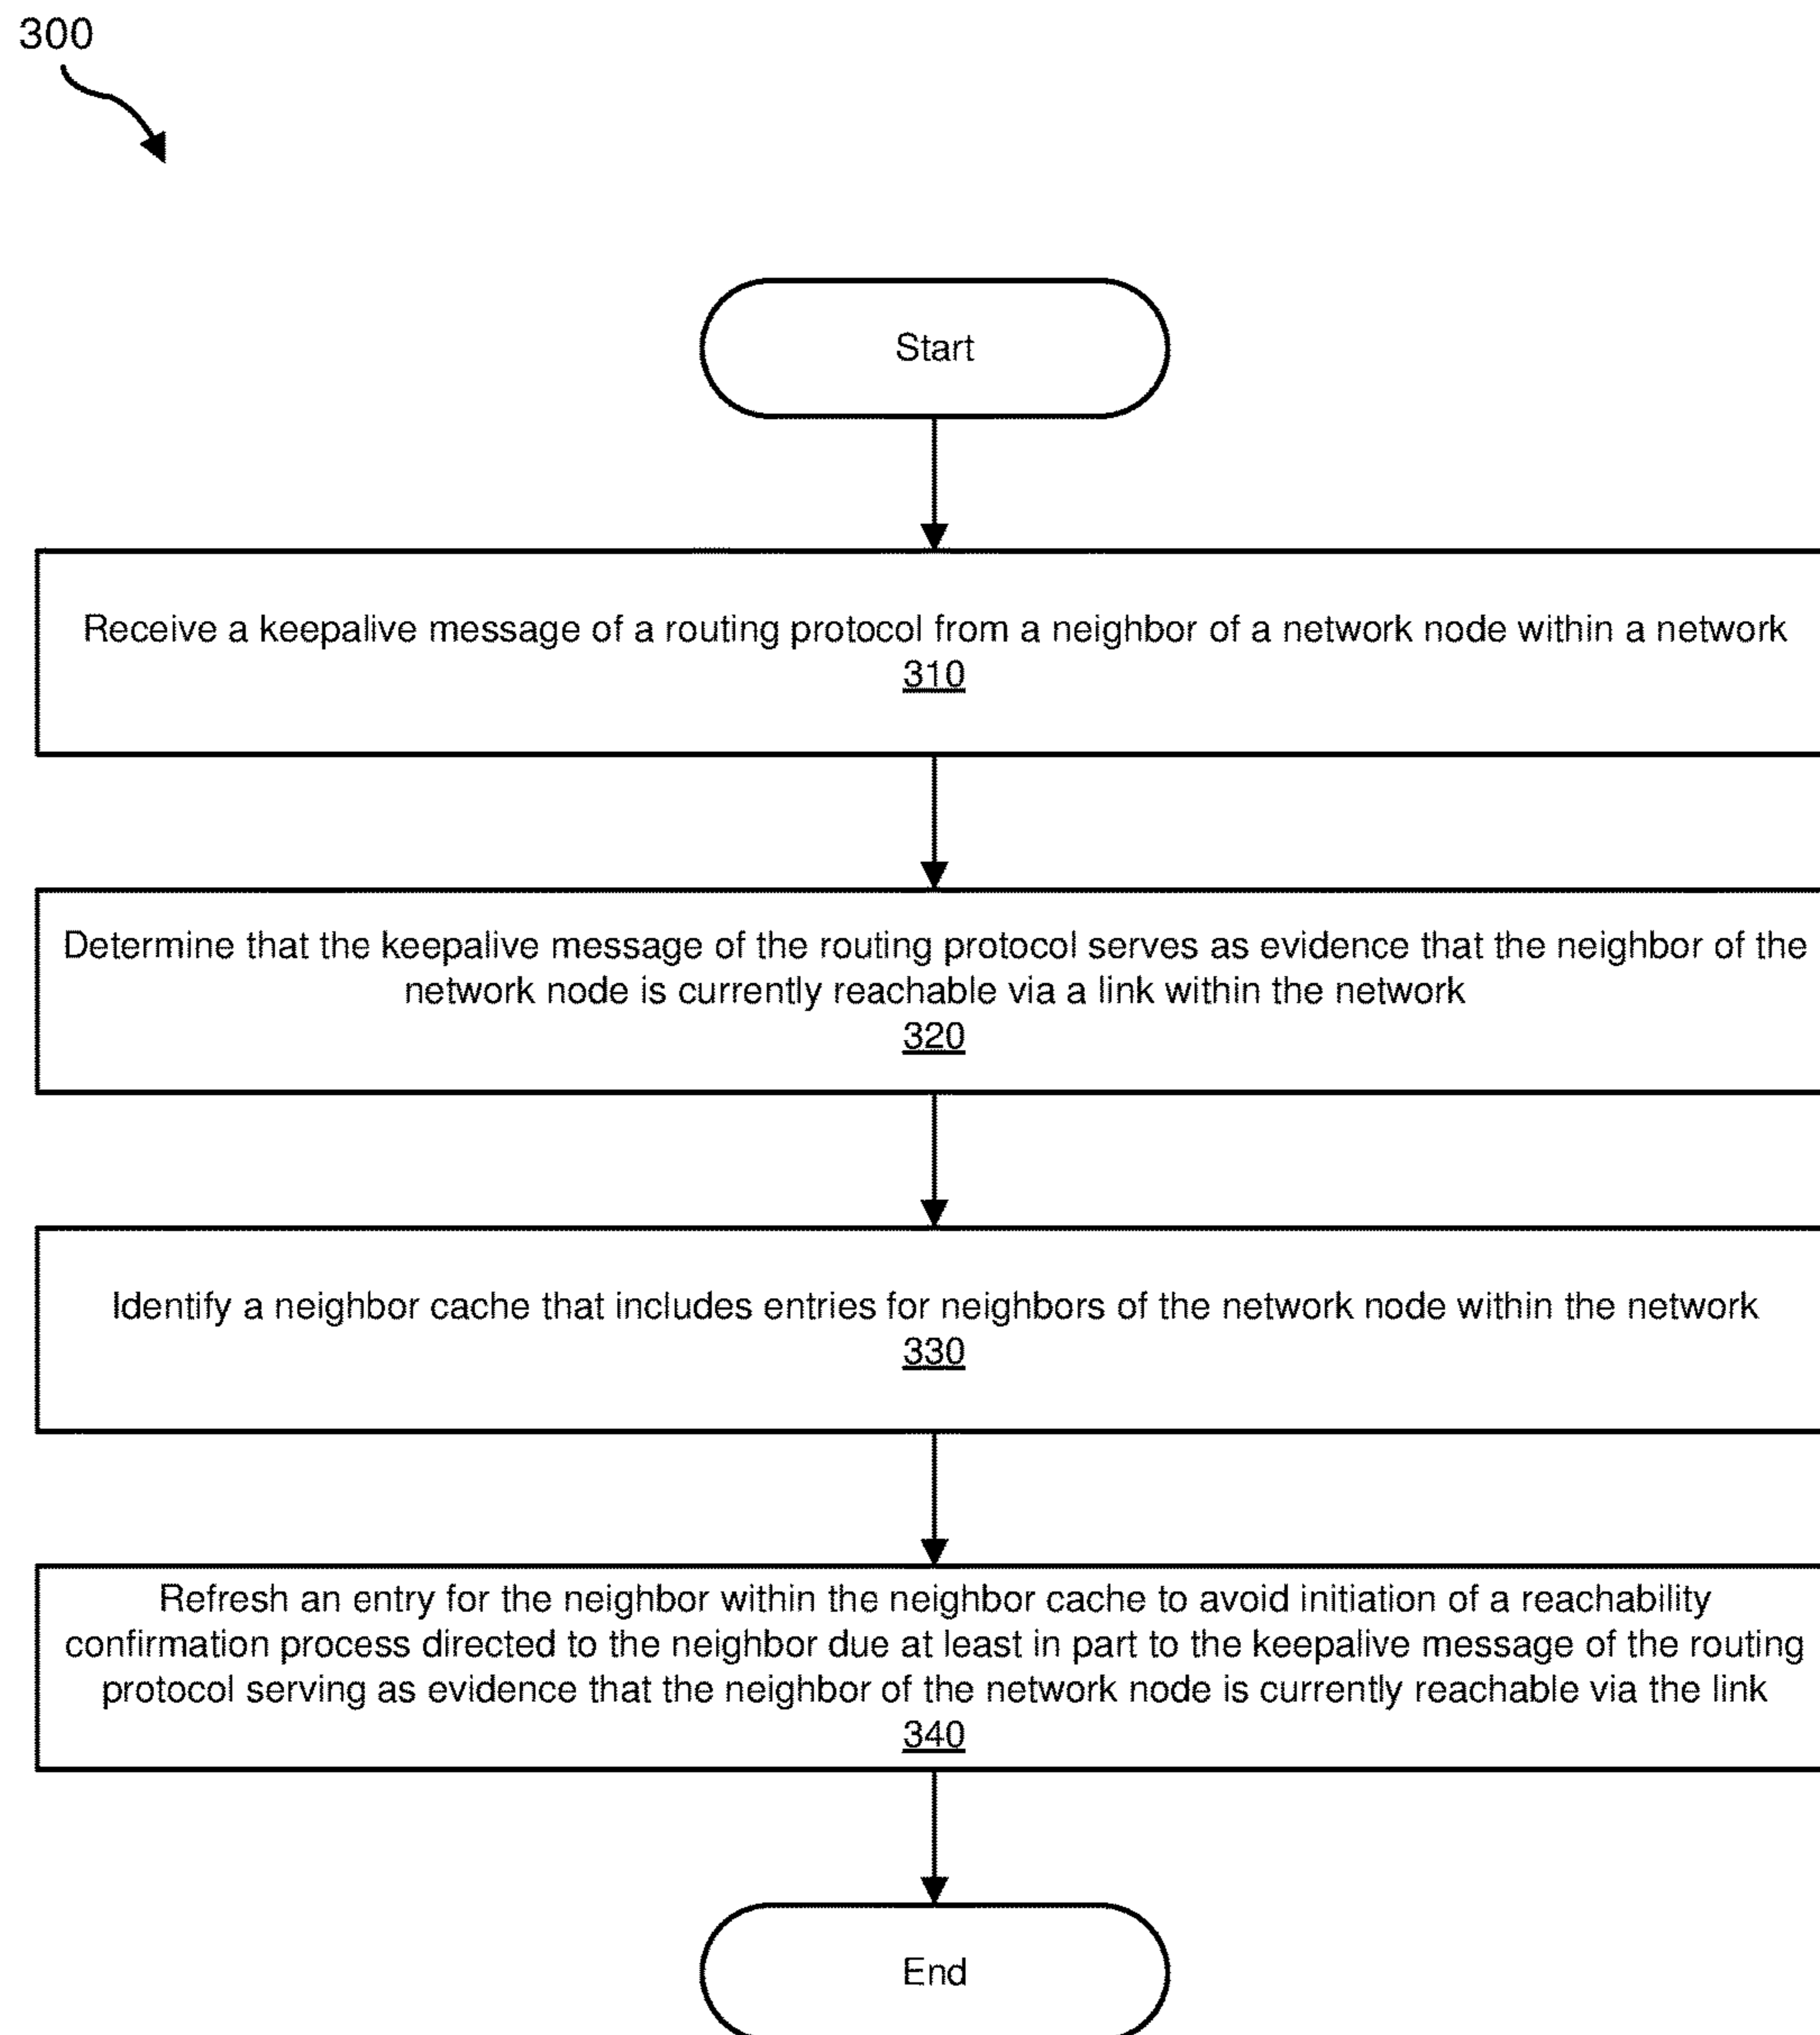 300
Start
Receive a keepalive message of a routing protocol from a neighbor of a network node within a network
310
Determine that the keepalive message of the routing protocol serves as evidence that the neighbor of the
network node is currently reachable via a link within the network
320
Identify a neighbor cache that includes entries for neighbors of the network node within the network
330
Refresh an entry for the neighbor within the neighbor cache to avoid initiation of a reachability
confirmation process directed to the neighbor due at least in part to the keepalive message of the routing
protocol serving as evidence that the neighbor of the network node is currently reachable via the link
340
End